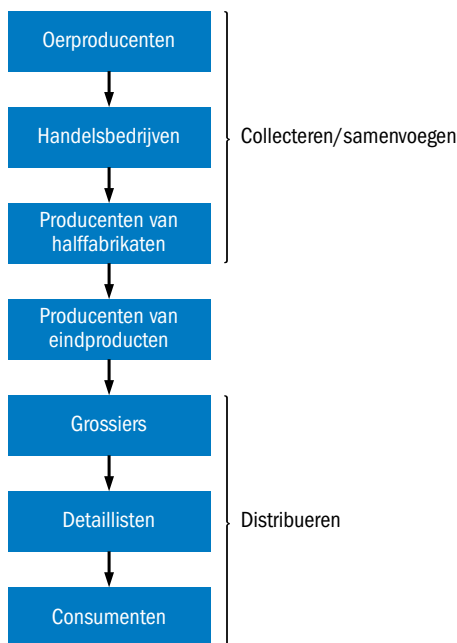 Oerproducenten
Handelsbedrijven
Collecteren/samenvoegen
Producenten van
halffabrikaten
Producenten van
eindproducten
Grossiers
Detaillisten
Distribueren
Consumenten